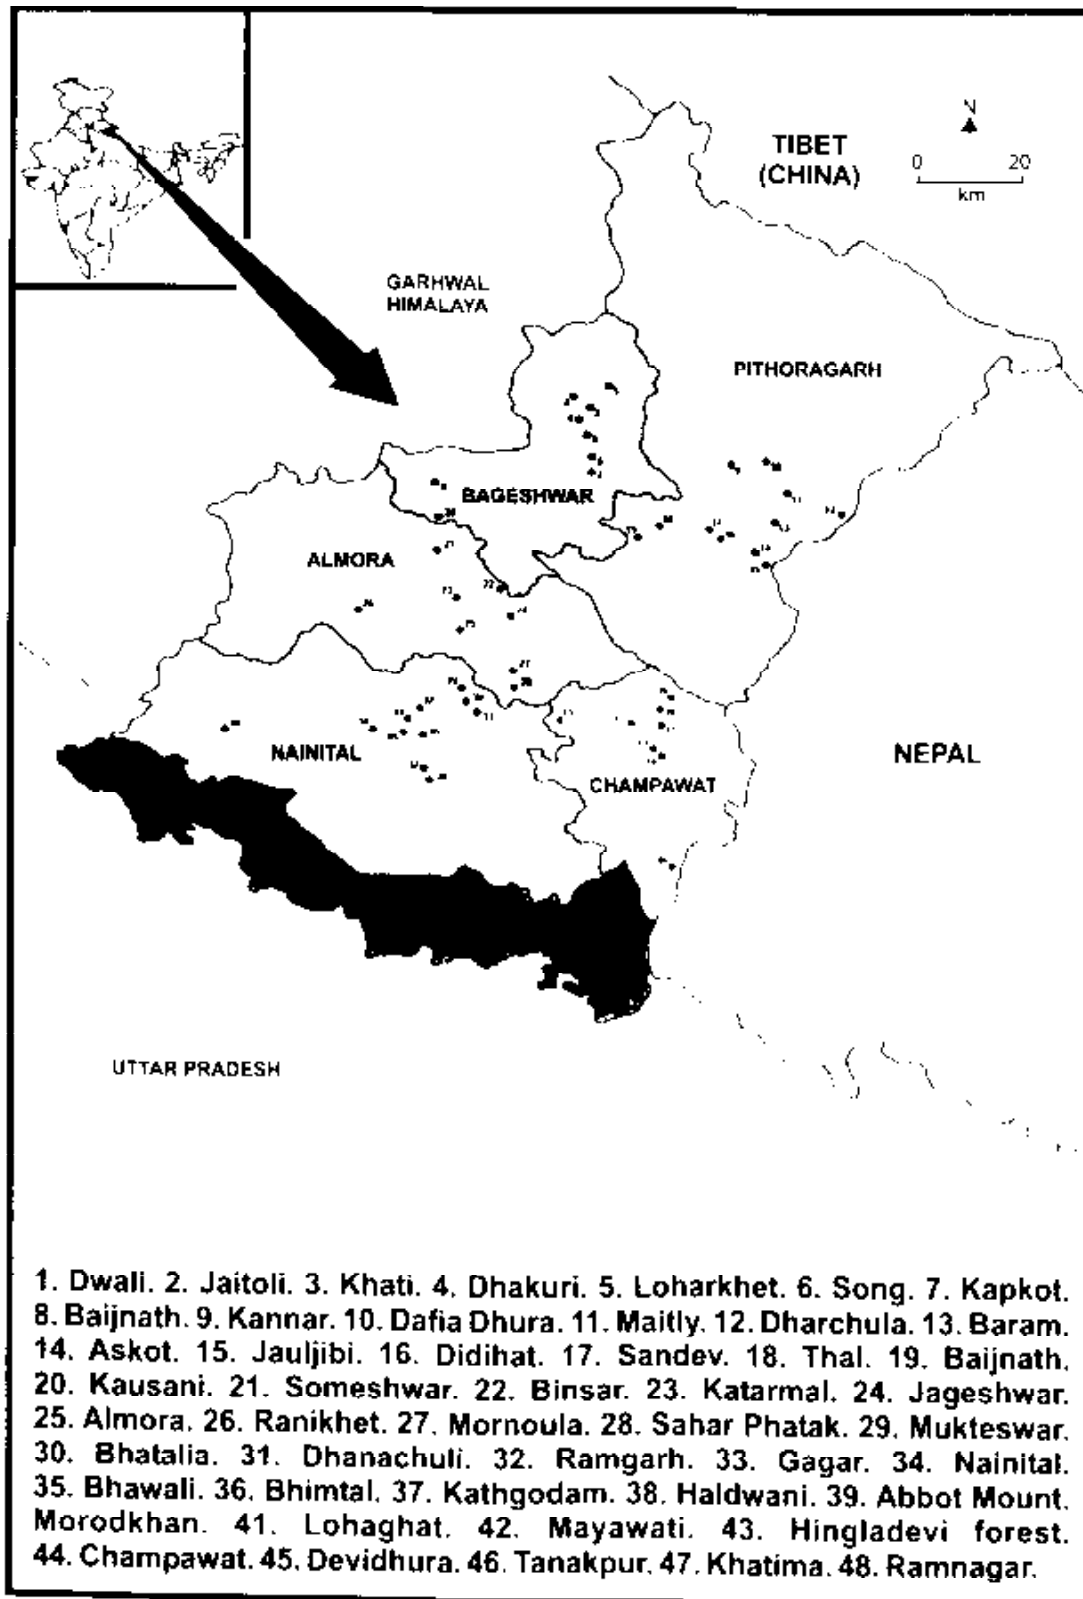 N
TIBET
(CHINA)
0 20
km
GARHWAL
HIMALAYA
PITHORAGARH
BAGESHWAR
ALMORA
NAINITAL
CHAMPAWAT
NEPAL
UTTAR PRADESH
1. Dwali. 2. Jaitoli. 3. Khati. 4. Dhakuri. 5. Loharkhet. 6. Song. 7. Kapkot.
8. Baijnath. 9. Kannar. 10. Dafia Dhura. 11. Maitly. 12. Dharchula. 13. Baram.
14. Askot. 15. Jauljibi. 16. Didihat. 17. Sandev. 18. Thal. 19. Baijnath.
20. Kausani. 21. Someshwar. 22. Binsar. 23. Katarmal. 24. Jageshwar.
25. Almora. 26. Ranikhet. 27. Mornoula. 28. Sahar Phatak. 29. Mukteswar.
30. Bhatalia. 31. Dhanachuli. 32. Ramgarh. 33. Gagar. 34. Nainital.
35. Bhawali. 36. Bhimtal. 37. Kathgodam. 38. Haldwani. 39. Abbot Mount.
Morodkhan. 41. Lohaghat. 42. Mayawati. 43. Hingladevi forest.
44. Champawat. 45. Devidhura. 46. Tanakpur. 47. Khatima. 48. Ramnagar.